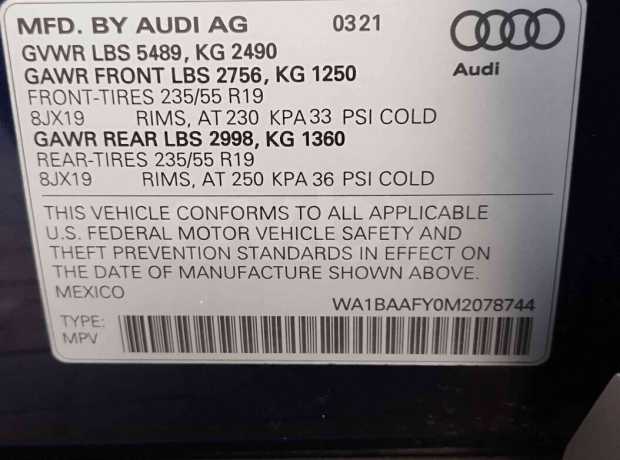 MFD. BY AUDI AG 03 21
GVWR LBS 5489, KG 2490
Audi
GAWR FRONT LBS 2756, KG 1250
FRONT-TIRES 235/55 R19
8JX19 RIMS, AT 230 KPA 33 PSI COLD
GAWR REAR LBS 2998, KG 1360
REAR-TIRES 235/55 R19
8JX19 RIMS, AT 250 KPA 36 PSI COLD
THIS VEHICLE CONFORMS TO ALL APPLICABLE
U.S. FEDERAL MOTOR VEHICLE SAFETY AND
THEFT PREVENTION STANDARDS IN EFFECT ON
THE DATE OF MANUFACTURE SHOWN ABOVE.
MEXICO
WA1BAAFY0M2078744
TYPE:
MPV